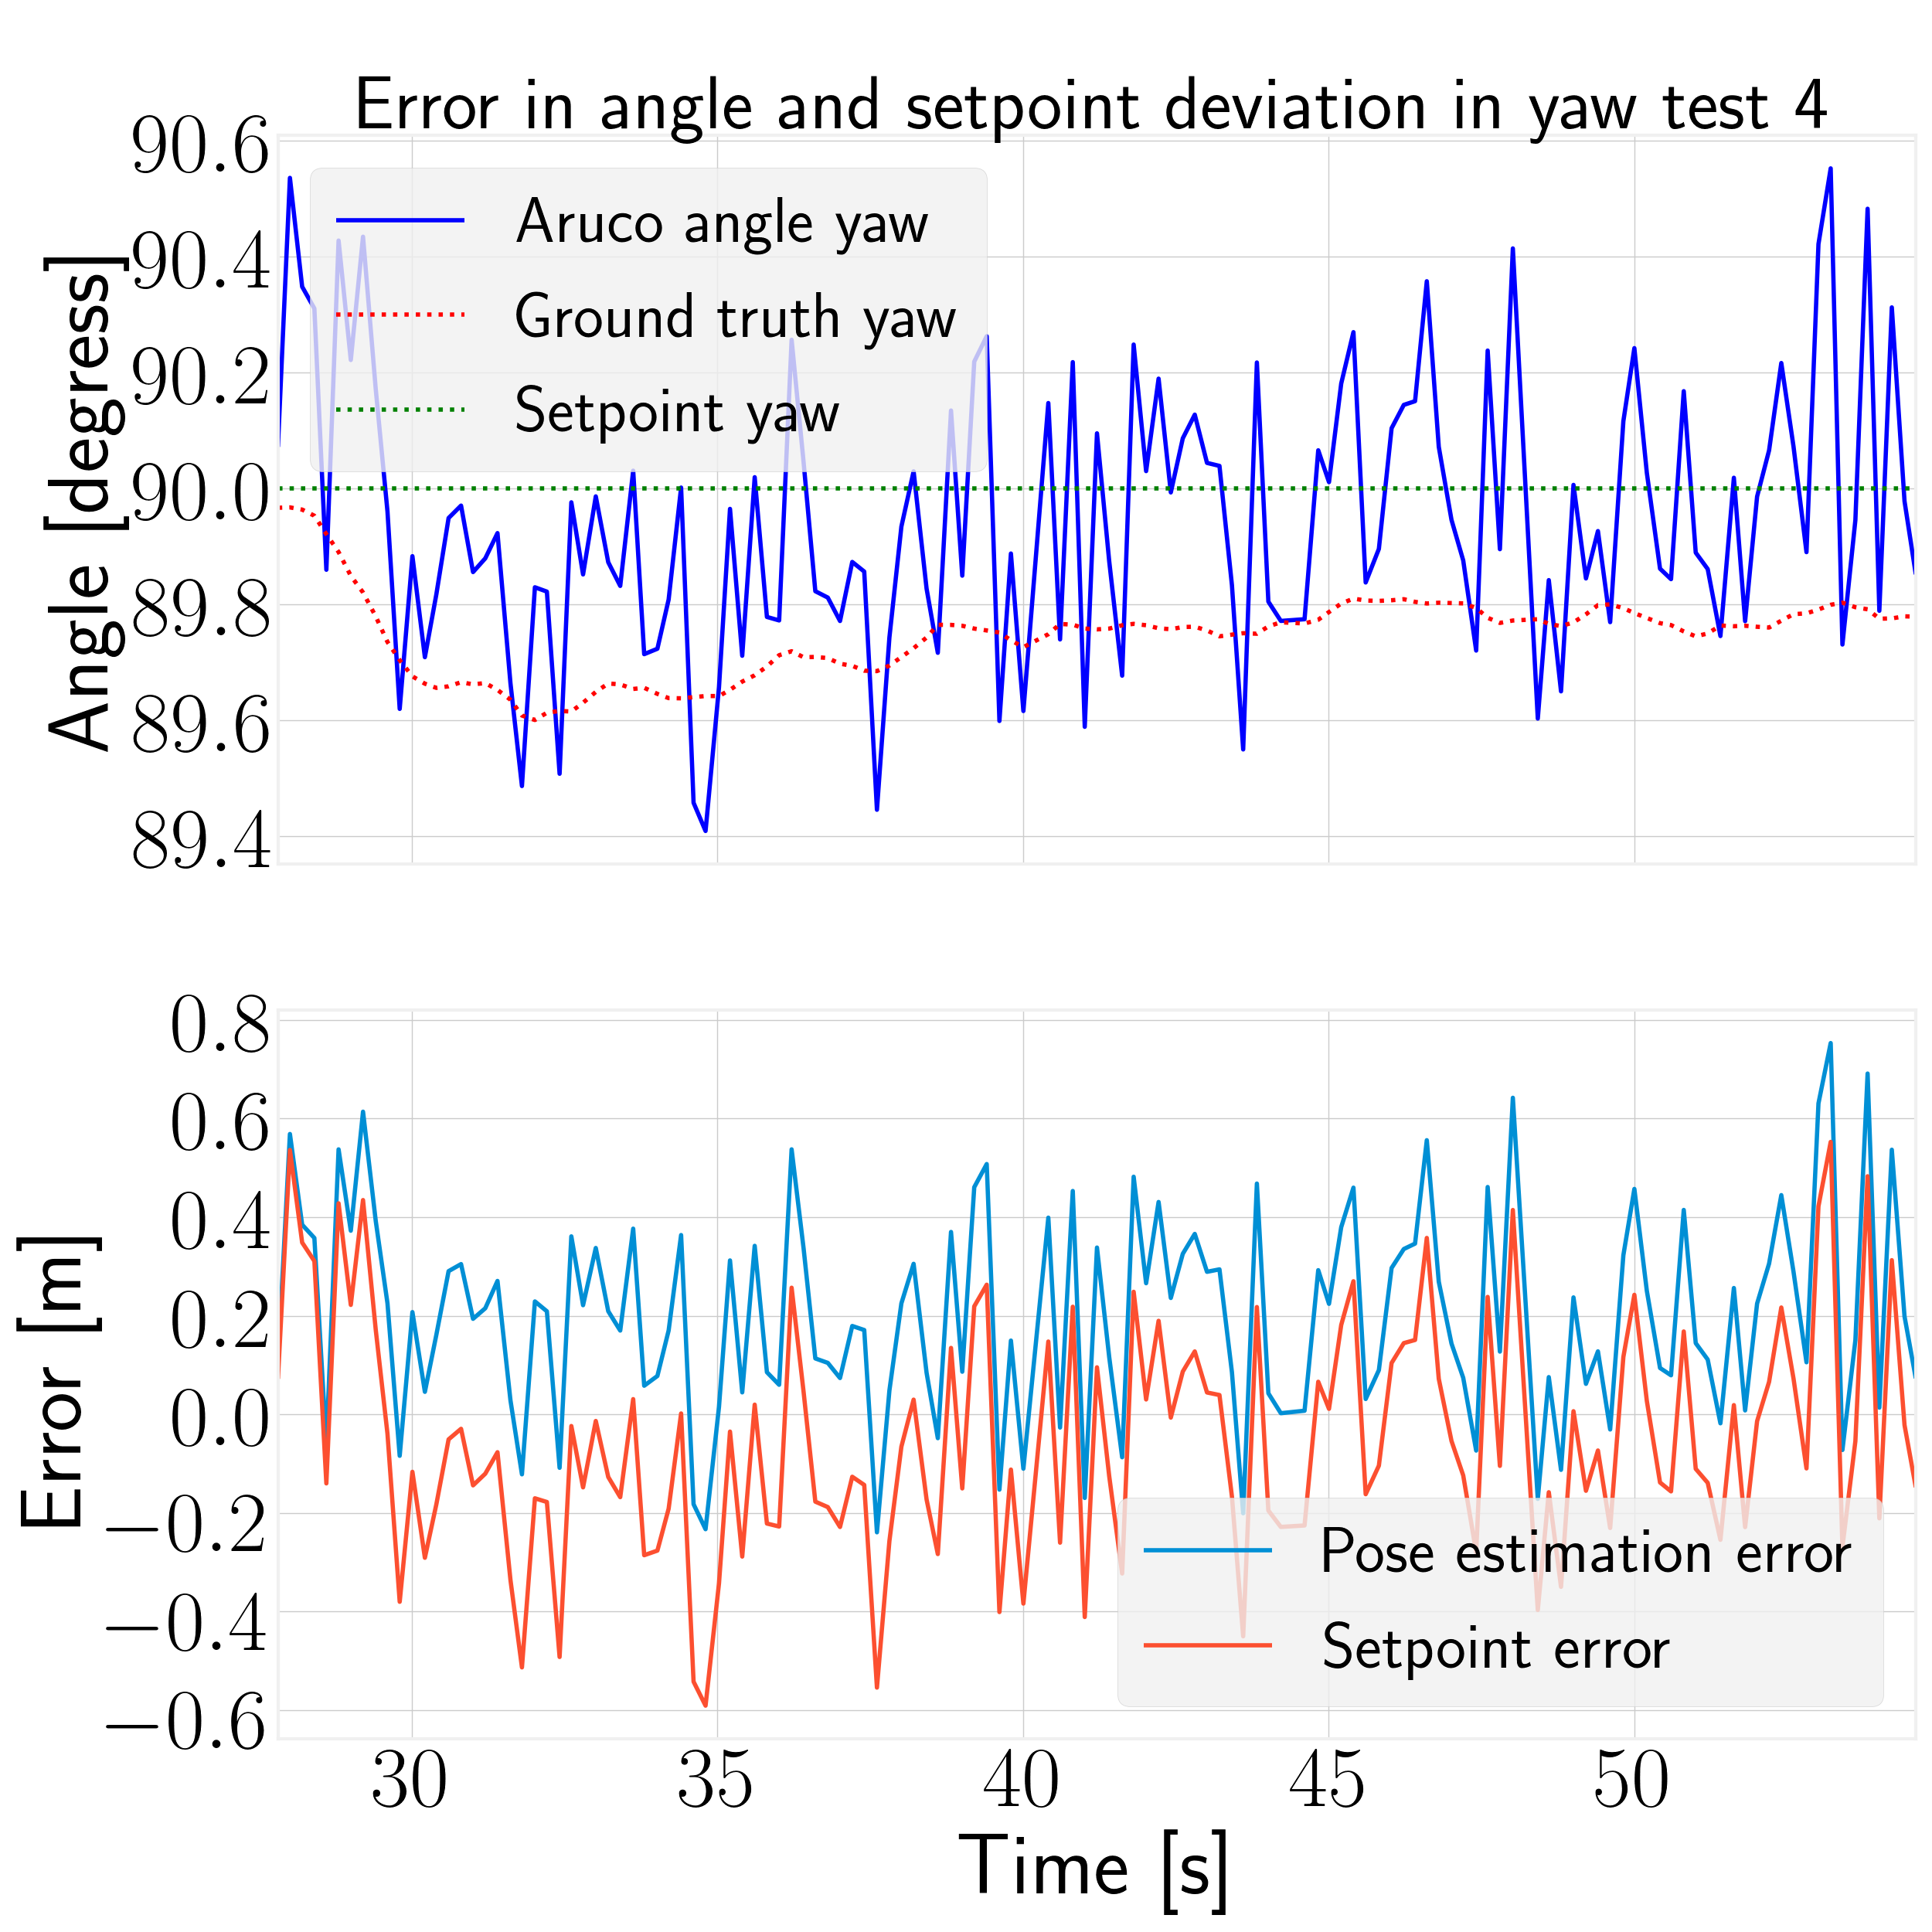 Error in angle and setpoint deviation in yaw test 4
Angle [degress]
90.6
90.4
90.2
90.0
89.8
89.6
89.4
Aruco angle yaw
Ground truth yaw
Setpoint yaw
Error [m]
0.8
0.6
0.4
0.2
0.0
−0.2
−0.4
−0.6
Pose estimation error
Setpoint error
30 35 40 45 50
Time [s]